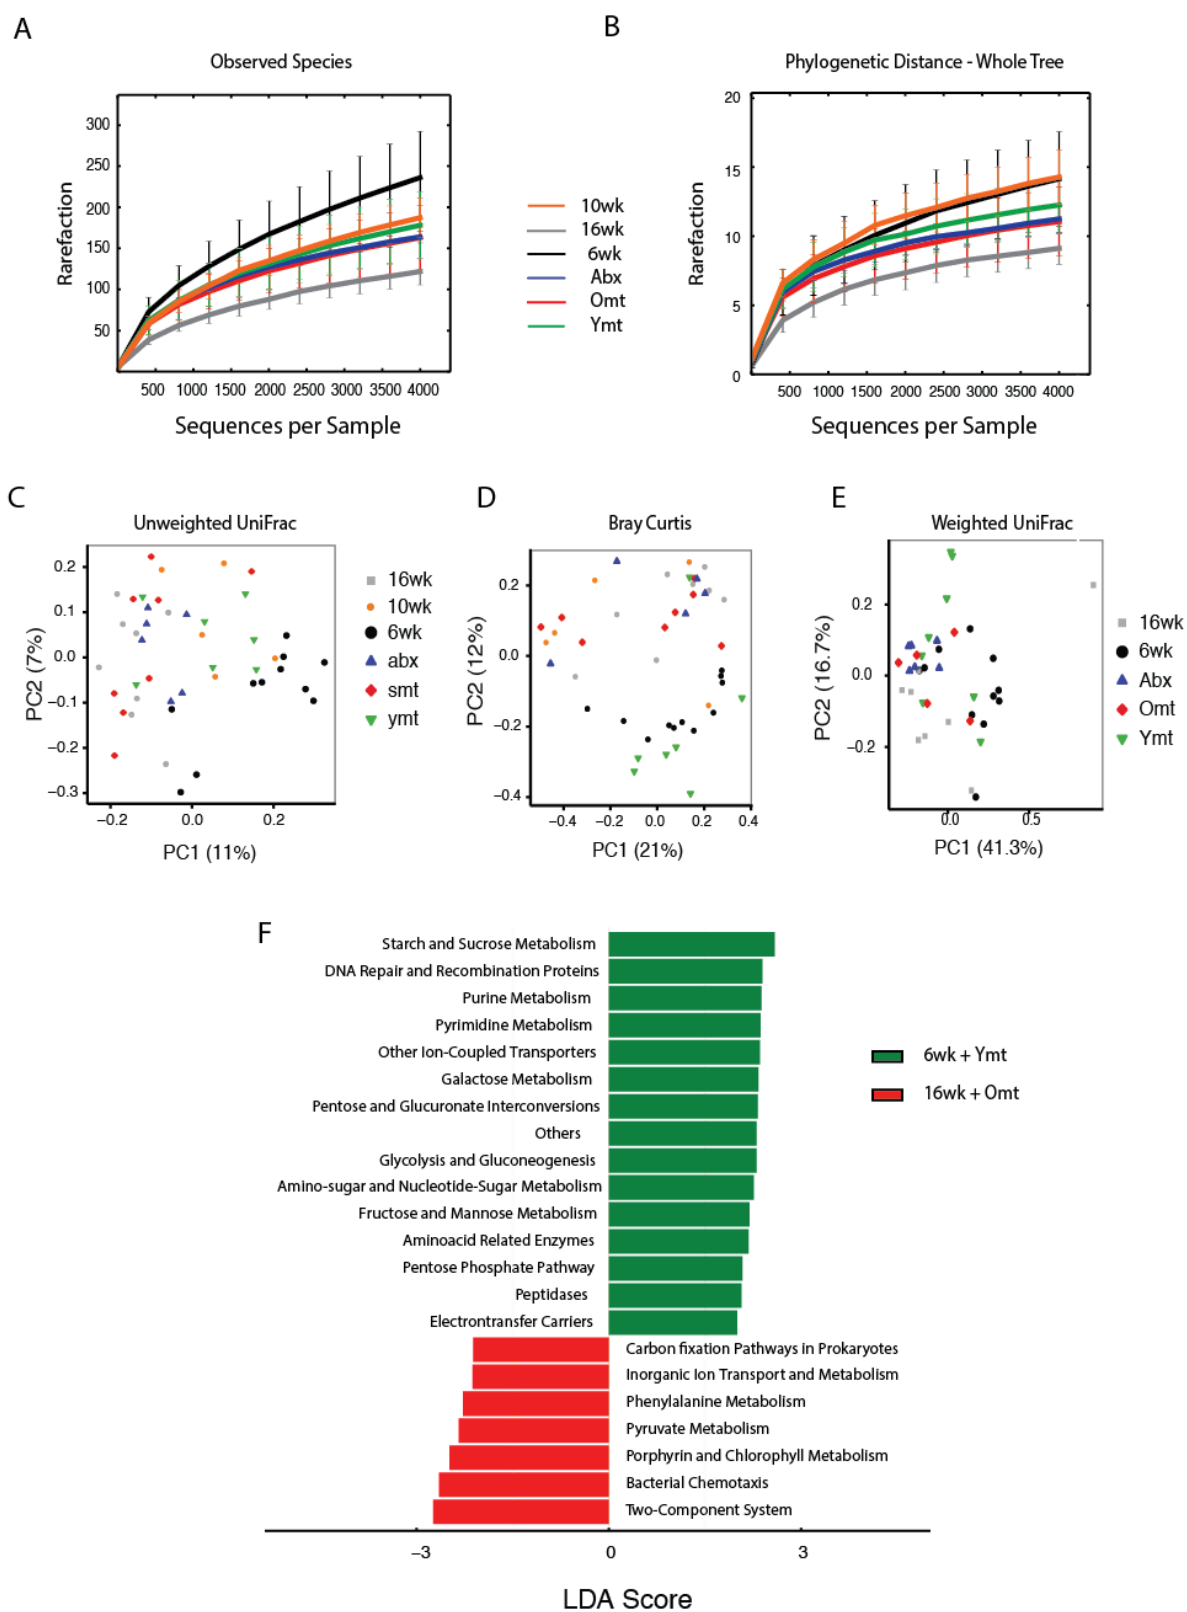 A
B
Observed Species
Phylogenetic Distance - Whole Tree
Rarefaction
300
250
200
150
100
50
500 1000 1500 2000 2500 3000 3500 4000
Sequences per Sample
10wk
16wk
6wk
Abx
Omt
Ymt
Rarefaction
20
15
10
5
0
500 1000 1500 2000 2500 3000 3500 4000
Sequences per Sample
C
D
E
Unweighted UniFrac
Bray Curtis
Weighted UniFrac
PC2 (7%)
0.2
0.1
0.0
−0.1
−0.2
−0.3
−0.2 0.0 0.2
PC1 (11%)
16wk
10wk
6wk
abx
smt
ymt
PC2 (12%)
0.2
0.0
−0.2
−0.4
−0.4 −0.2 0.0 0.2 0.4
PC1 (21%)
PC2 (16.7%)
0.2
−0.2
0.0 0.5
PC1 (41.3%)
16wk
6wk
Abx
Omt
Ymt
F
Starch and Sucrose Metabolism
DNA Repair and Recombination Proteins
Purine Metabolism
Pyrimidine Metabolism
Other Ion-Coupled Transporters
Galactose Metabolism
Pentose and Glucuronate Interconversions
Others
Glycolysis and Gluconeogenesis
Amino-sugar and Nucleotide-Sugar Metabolism
Fructose and Mannose Metabolism
Aminoacid Related Enzymes
Pentose Phosphate Pathway
Peptidases
Electrontransfer Carriers
Carbon fixation Pathways in Prokaryotes
Inorganic Ion Transport and Metabolism
Phenylalanine Metabolism
Pyruvate Metabolism
Porphyrin and Chlorophyll Metabolism
Bacterial Chemotaxis
Two-Component System
6wk + Ymt
16wk + Omt
−3 0 3
LDA Score